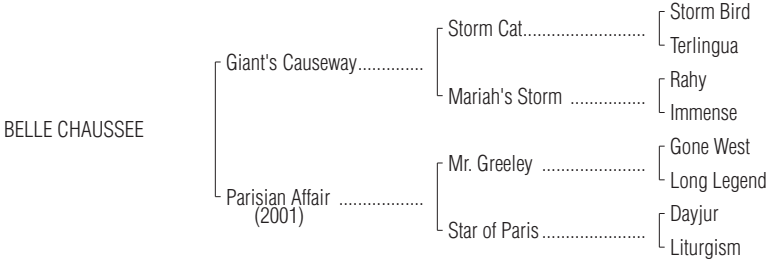 Storm Bird
Storm Cat..........................
Terlingua
Giant's Causeway..............
Rahy
Mariah's Storm ................
Immense
BELLE CHAUSSEE
Gone West
Mr. Greeley ......................
Long Legend
Parisian Affair ..................
(2001)
Dayjur
Star of Paris......................
Liturgism